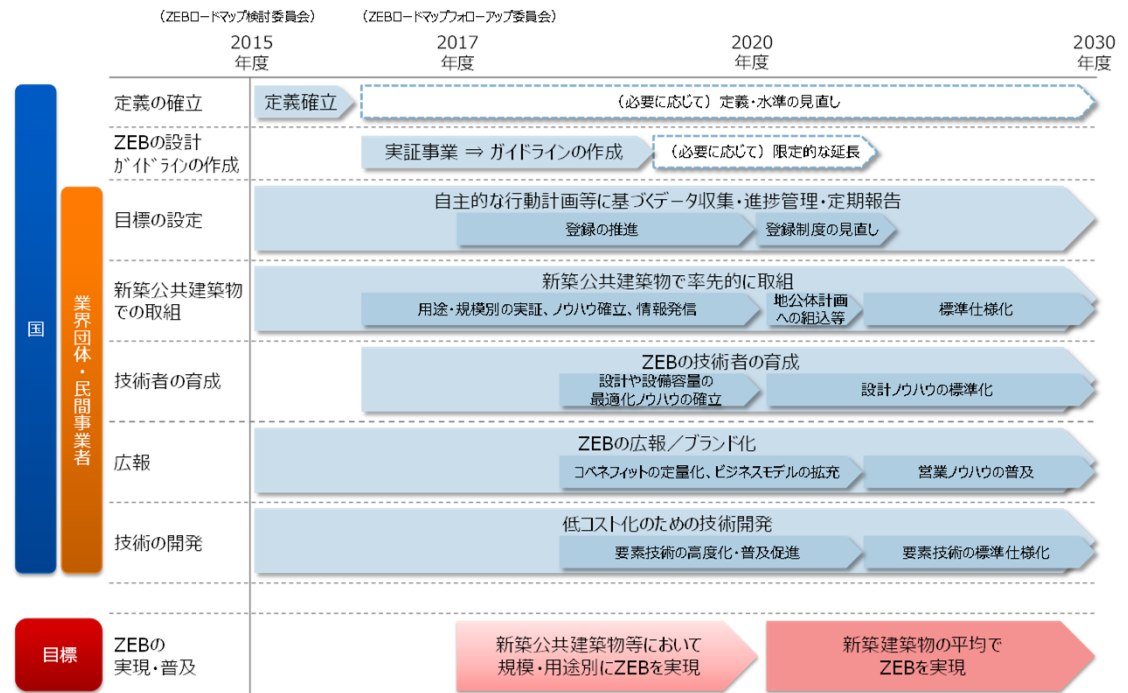 （ZEBロードマップ検討委員会）
（ZEBロードマップフォローアップ委員会）
2015
年度
2017
年度
2020
年度
2030
年度
国
業界団体・民間事業者
定義の確立
定義確立
（必要に応じて）定義・水準の見直し
ZEBの設計
ガイドラインの作成
実証事業 ⇒ ガイドラインの作成
（必要に応じて）限定的な延長
目標の設定
自主的な行動計画等に基づくデータ収集・進捗管理・定期報告
登録の推進
登録制度の見直し
新築公共建築物
での取組
新築公共建築物で率先的に取組
用途・規模別の実証、ノウハウ確立、情報発信
地公体計画
への組込等
標準仕様化
技術者の育成
ZEBの技術者の育成
設計や設備容量の
最適化ノウハウの確立
設計ノウハウの標準化
広報
ZEBの広報／ブランド化
コベネフィットの定量化、ビジネスモデルの拡充
営業ノウハウの普及
技術の開発
低コスト化のための技術開発
要素技術の高度化・普及促進
要素技術の標準仕様化
目標
ZEBの
実現・普及
新築公共建築物等において
規模・用途別にZEBを実現
新築建築物の平均で
ZEBを実現